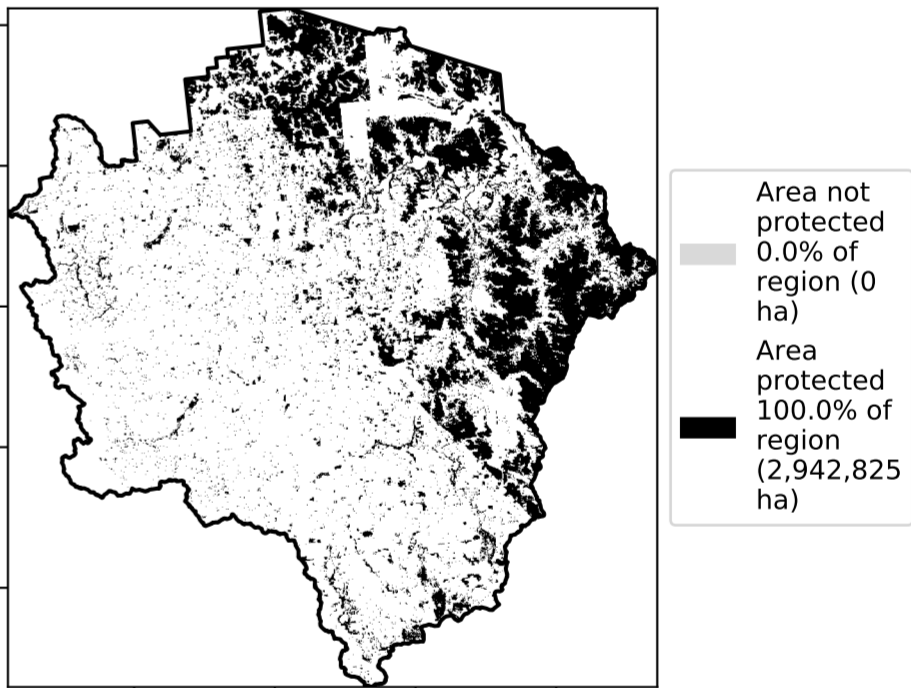 Area not
protected
0.0% of
region (0
ha)
Area
protected
100.0% of
region
(2,942,825
ha)